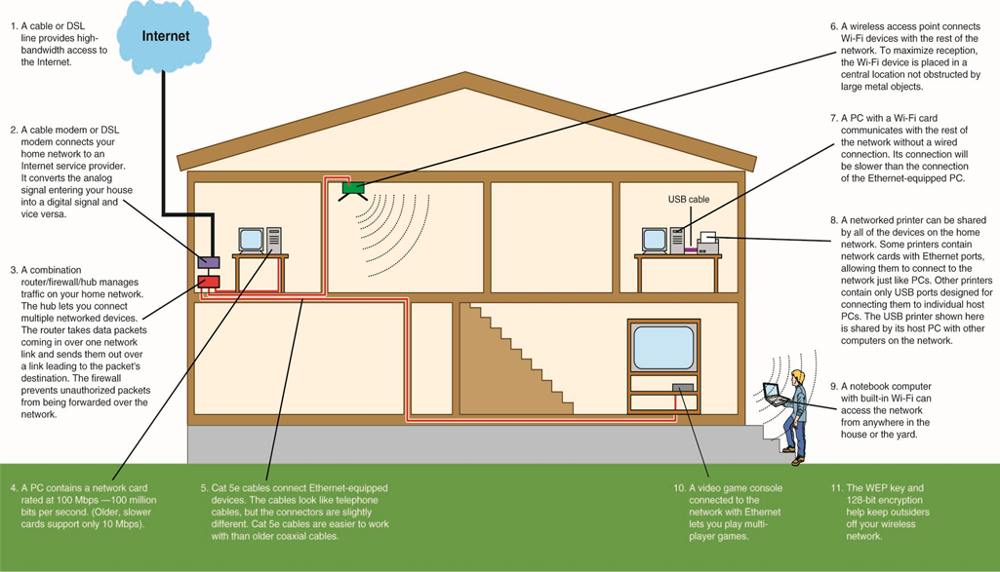 1. A cable or DSL
line provides high-
bandwidth access to
the Internet.
Internet
2. A cable modem or DSL
modem connects your
home network to an
Internet service provider.
It converts the analog
signal entering your house
into a digital signal and
vice versa.
3. A combination
router/firewall/hub manages
traffic on your home network.
The hub lets you connect
multiple networked devices.
The router takes data packets
coming in over one network
link and sends them out over
a link leading to the packet's
destination. The firewall
prevents unauthorized packets
from being forwarded over the
network.
4. A PC contains a network card
rated at 100 Mbps —100 million
bits per second. (Older, slower
cards support only 10 Mbps).
5. Cat 5e cables connect Ethernet-equipped
devices. The cables look like telephone
cables, but the connectors are slightly
different. Cat 5e cables are easier to work
with than older coaxial cables.
6. A wireless access point connects
Wi-Fi devices with the rest of the
network. To maximize reception,
the Wi-Fi device is placed in a
central location not obstructed by
large metal objects.
7. A PC with a Wi-Fi card
communicates with the rest of
the network without a wired
connection. Its connection will
be slower than the connection
of the Ethernet-equipped PC.
USB cable
8. A networked printer can be shared
by all of the devices on the home
network. Some printers contain
network cards with Ethernet ports,
allowing them to connect to the
network just like PCs. Other printers
contain only USB ports designed for
connecting them to individual host
PCs. The USB printer shown here
is shared by its host PC with other
computers on the network.
9. A notebook computer
with built-in Wi-Fi can
access the network
from anywhere in the
house or the yard.
10. A video game console
connected to the
network with Ethernet
lets you play multi-
player games.
11. The WEP key and
128-bit encryption
help keep outsiders
off your wireless
network.